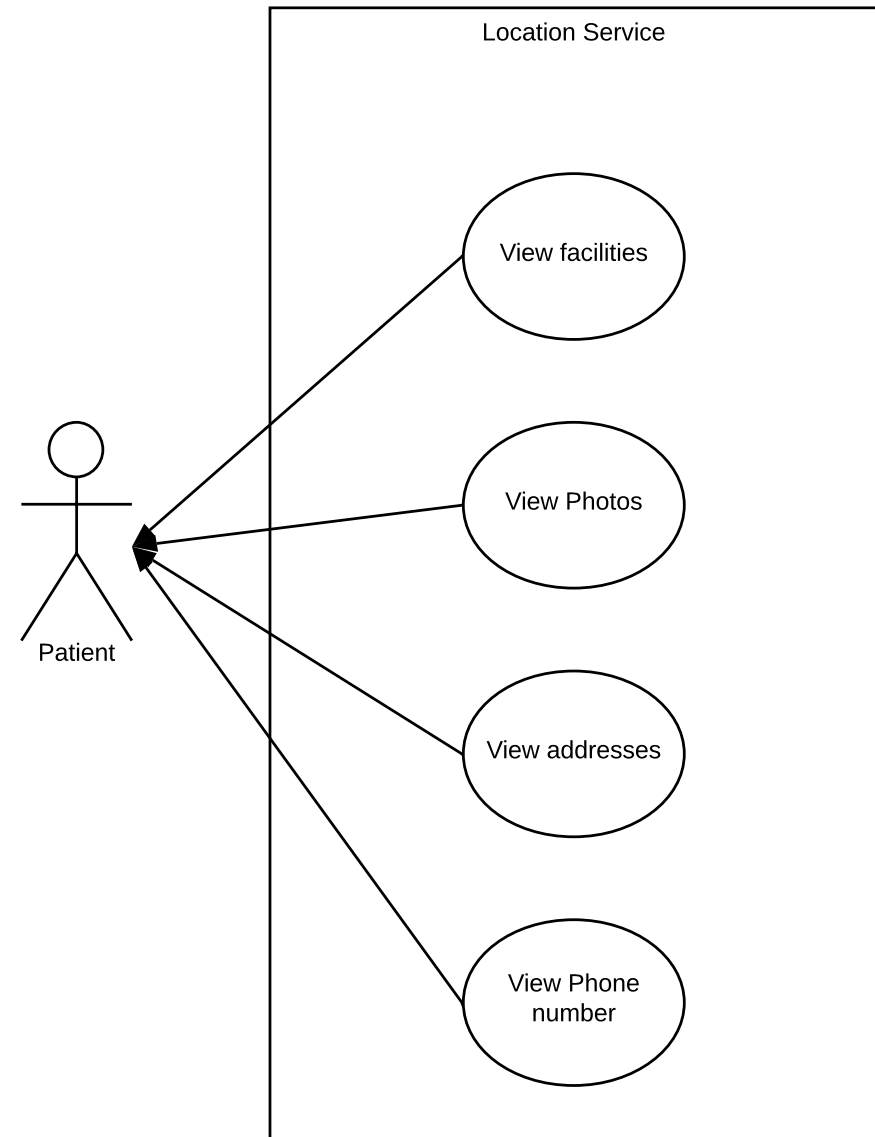 Location Service
View facilities
View Photos
Patient
View addresses
View Phone
number